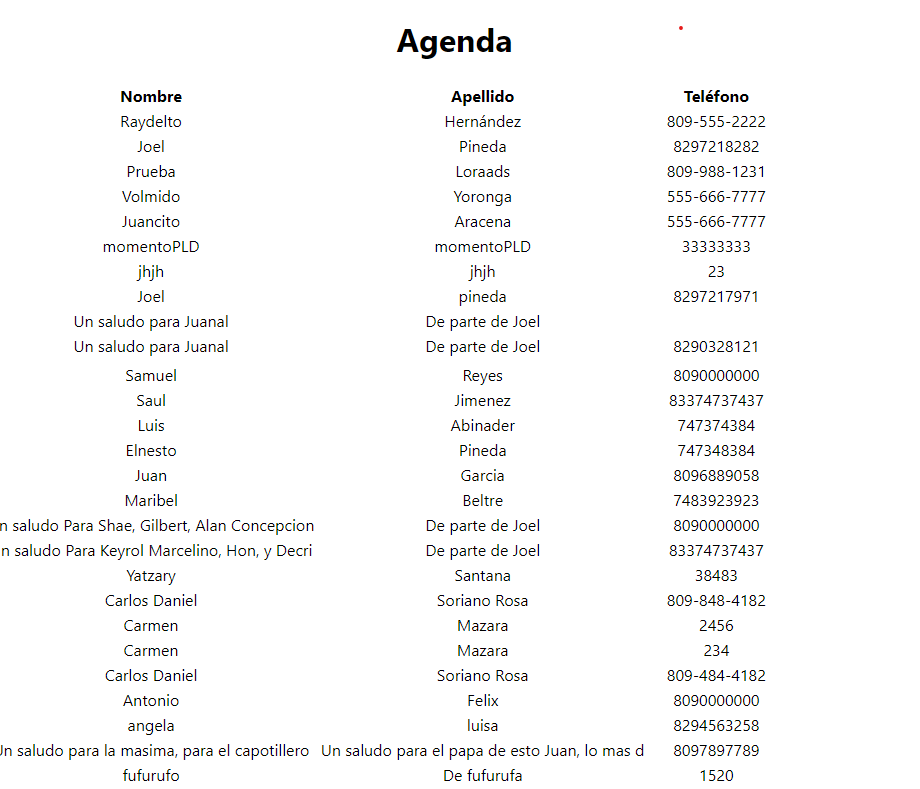 Agenda
Nombre Apellido Teléfono
Raydelto Hernández 809-555-2222
Joel Pineda 8297218282
Prueba Loraads 809-988-1231
Volmido Yoronga 555-666-7777
Juancito Aracena 555-666-7777
momentoPLD momentoPLD 33333333
jhjh jhjh 23
Joel pineda 8297217971
Un saludo para Juanal De parte de Joel
Un saludo para Juanal De parte de Joel 8290328121
Samuel Reyes 8090000000
Saul Jimenez 83374737437
Luis Abinader 747374384
Elnesto Pineda 747348384
Juan Garcia 8096889058
Maribel Beltre 7483923923
n saludo Para Shae, Gilbert, Alan Concepcion De parte de Joel 8090000000
n saludo Para Keyrol Marcelino, Hon, y Decri De parte de Joel 83374737437
Yatzary Santana 38483
Carlos Daniel Soriano Rosa 809-848-4182
Carmen Mazara 2456
Carmen Mazara 234
Carlos Daniel Soriano Rosa 809-484-4182
Antonio Felix 8090000000
angela luisa 8294563258
Un saludo para la masima, para el capotillero Un saludo para el papa de esto Juan, lo mas d 8097897789
fufurufo De fufurufa 1520